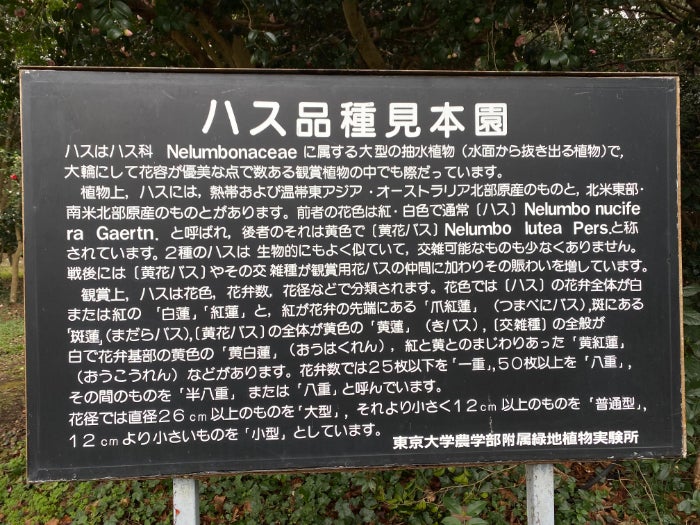 ハス品種見本園
ハスはハス科 Nelumbonaceae に属する大型の抽水植物（水面から抜き出る植物）で，
大輪にして花容が優美な点で数ある観賞植物の中でも際だっています。
植物上，ハスには，熱帯および温帯東アジア・オーストラリア北部原産のものと，北米東部・
南米北部原産のものとがあります。前者の花色は紅・白色で通常〔ハス〕Nelumbo nucife
ra Gaertn. と呼ばれ，後者のそれは黄色で〔黄花バス〕Nelumbo lutea Pers.と称
されています。2種のハスは 生物的にもよく似ていて，交雑可能なものも少なくありません。
戦後には〔黄花バス〕やその交 雑種が観賞用花バスの仲間に加わりその賑わいを増しています。
観賞上，ハスは花色，花弁数，花径などで分類されます。花色では〔ハス〕の花弁全体が白
または紅の 「白蓮」「紅蓮」と，紅が花弁の先端にある「爪紅蓮」（つまべにバス），斑にある
「斑蓮」（まだらバス），〔黄花バス〕の全体が黄色の「黄蓮」（きバス），〔交雑種〕の全般が
白で花弁基部の黄色の「黄白蓮」（おうはくれん），紅と黄とのまじわりあった「黄紅蓮」
（おうこうれん）などがあります。花弁数では25枚以下を「一重」，50枚以上を「八重」，
その間のものを「半八重」 または「八重」と呼んでいます。
花径では直径26cm以上のものを「大型」，それより小さく12cm以上のものを「普通型」，
12cmより小さいものを「小型」としています。
東京大学農学部附属緑地植物実験所